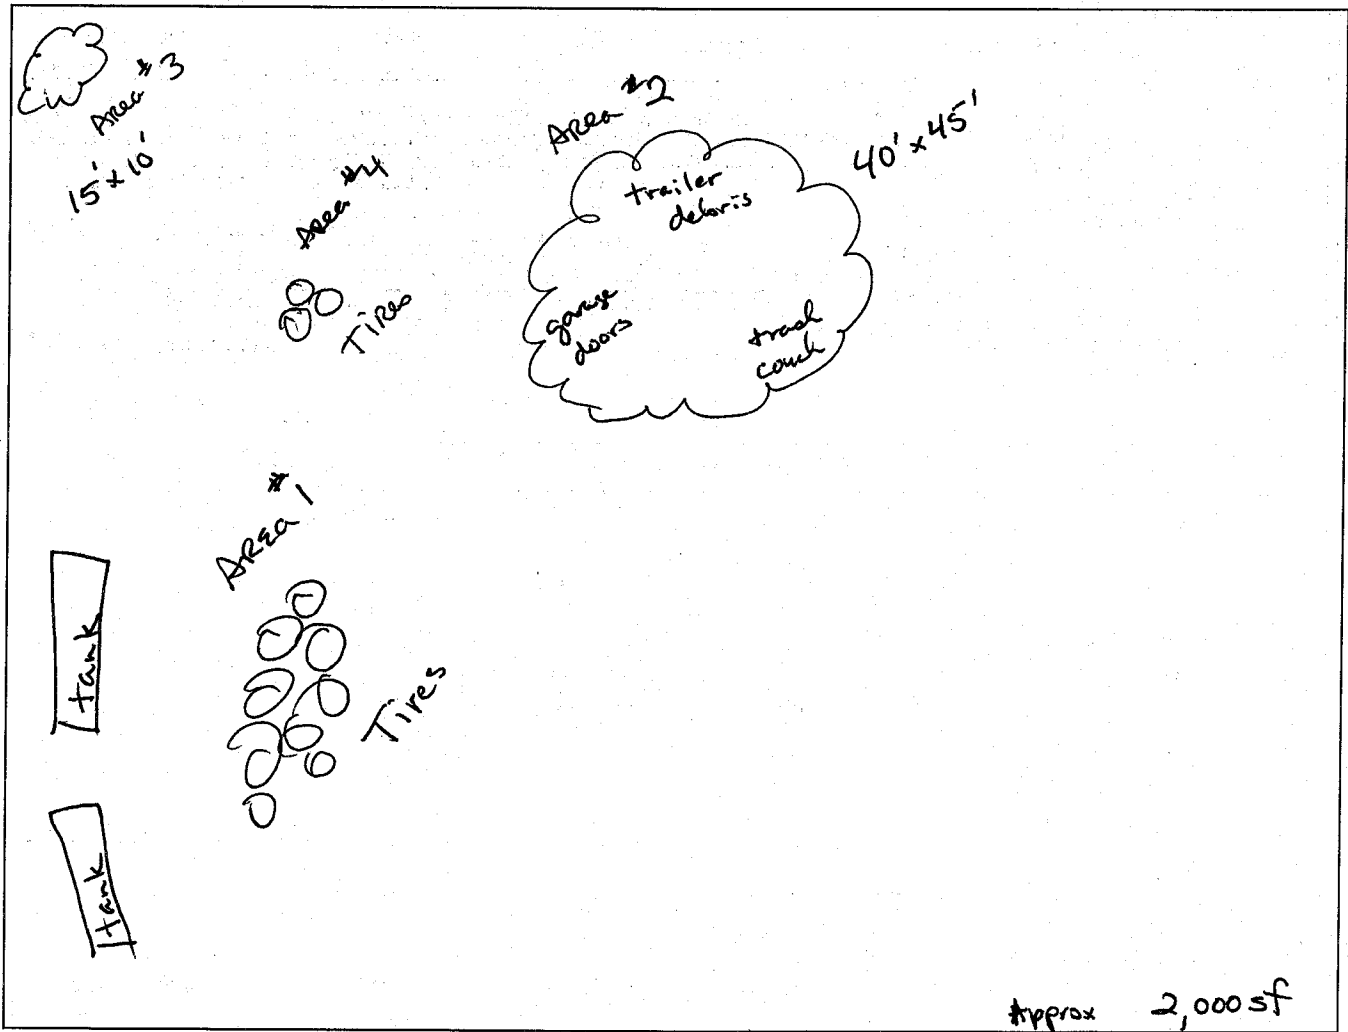 Area #3
15' x 10'
Area #4
Tires
Area #2
40' x 45'
trailer
debris
garage
doors
trash
couch
Area #1
Tires
tank
tank
Approx 2,000 sf